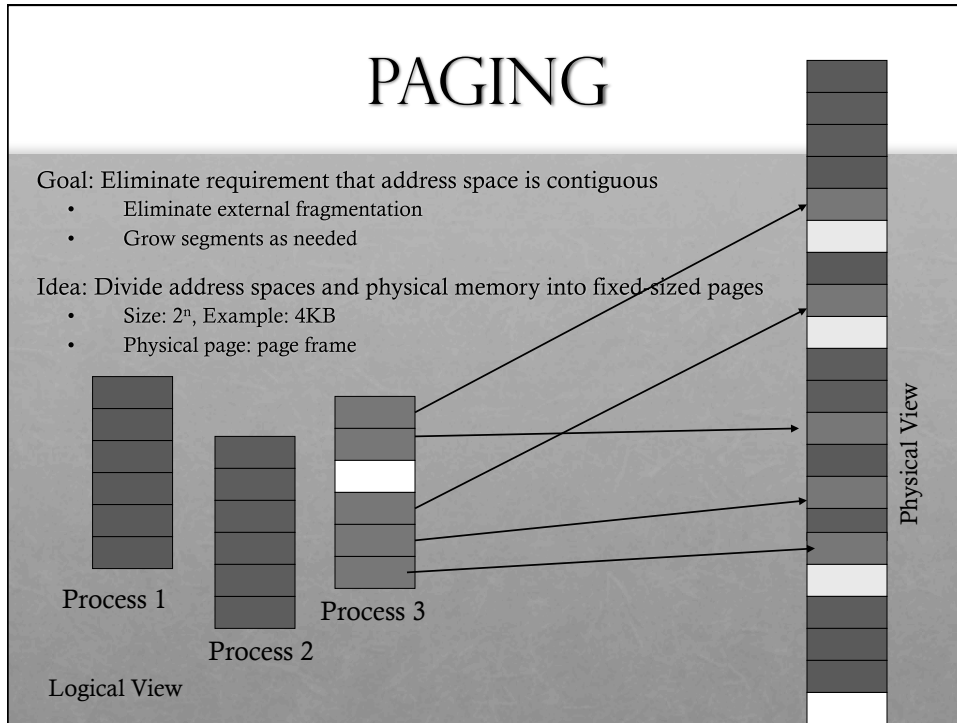 PAGING
Goal: Eliminate requirement that address space is contiguous
• Eliminate external fragmentation
• Grow segments as needed
Idea: Divide address spaces and physical memory into fixed-sized pages
• Size: 2ⁿ, Example: 4KB
• Physical page: page frame
Process 1
Process 2
Process 3
Logical View
Physical View